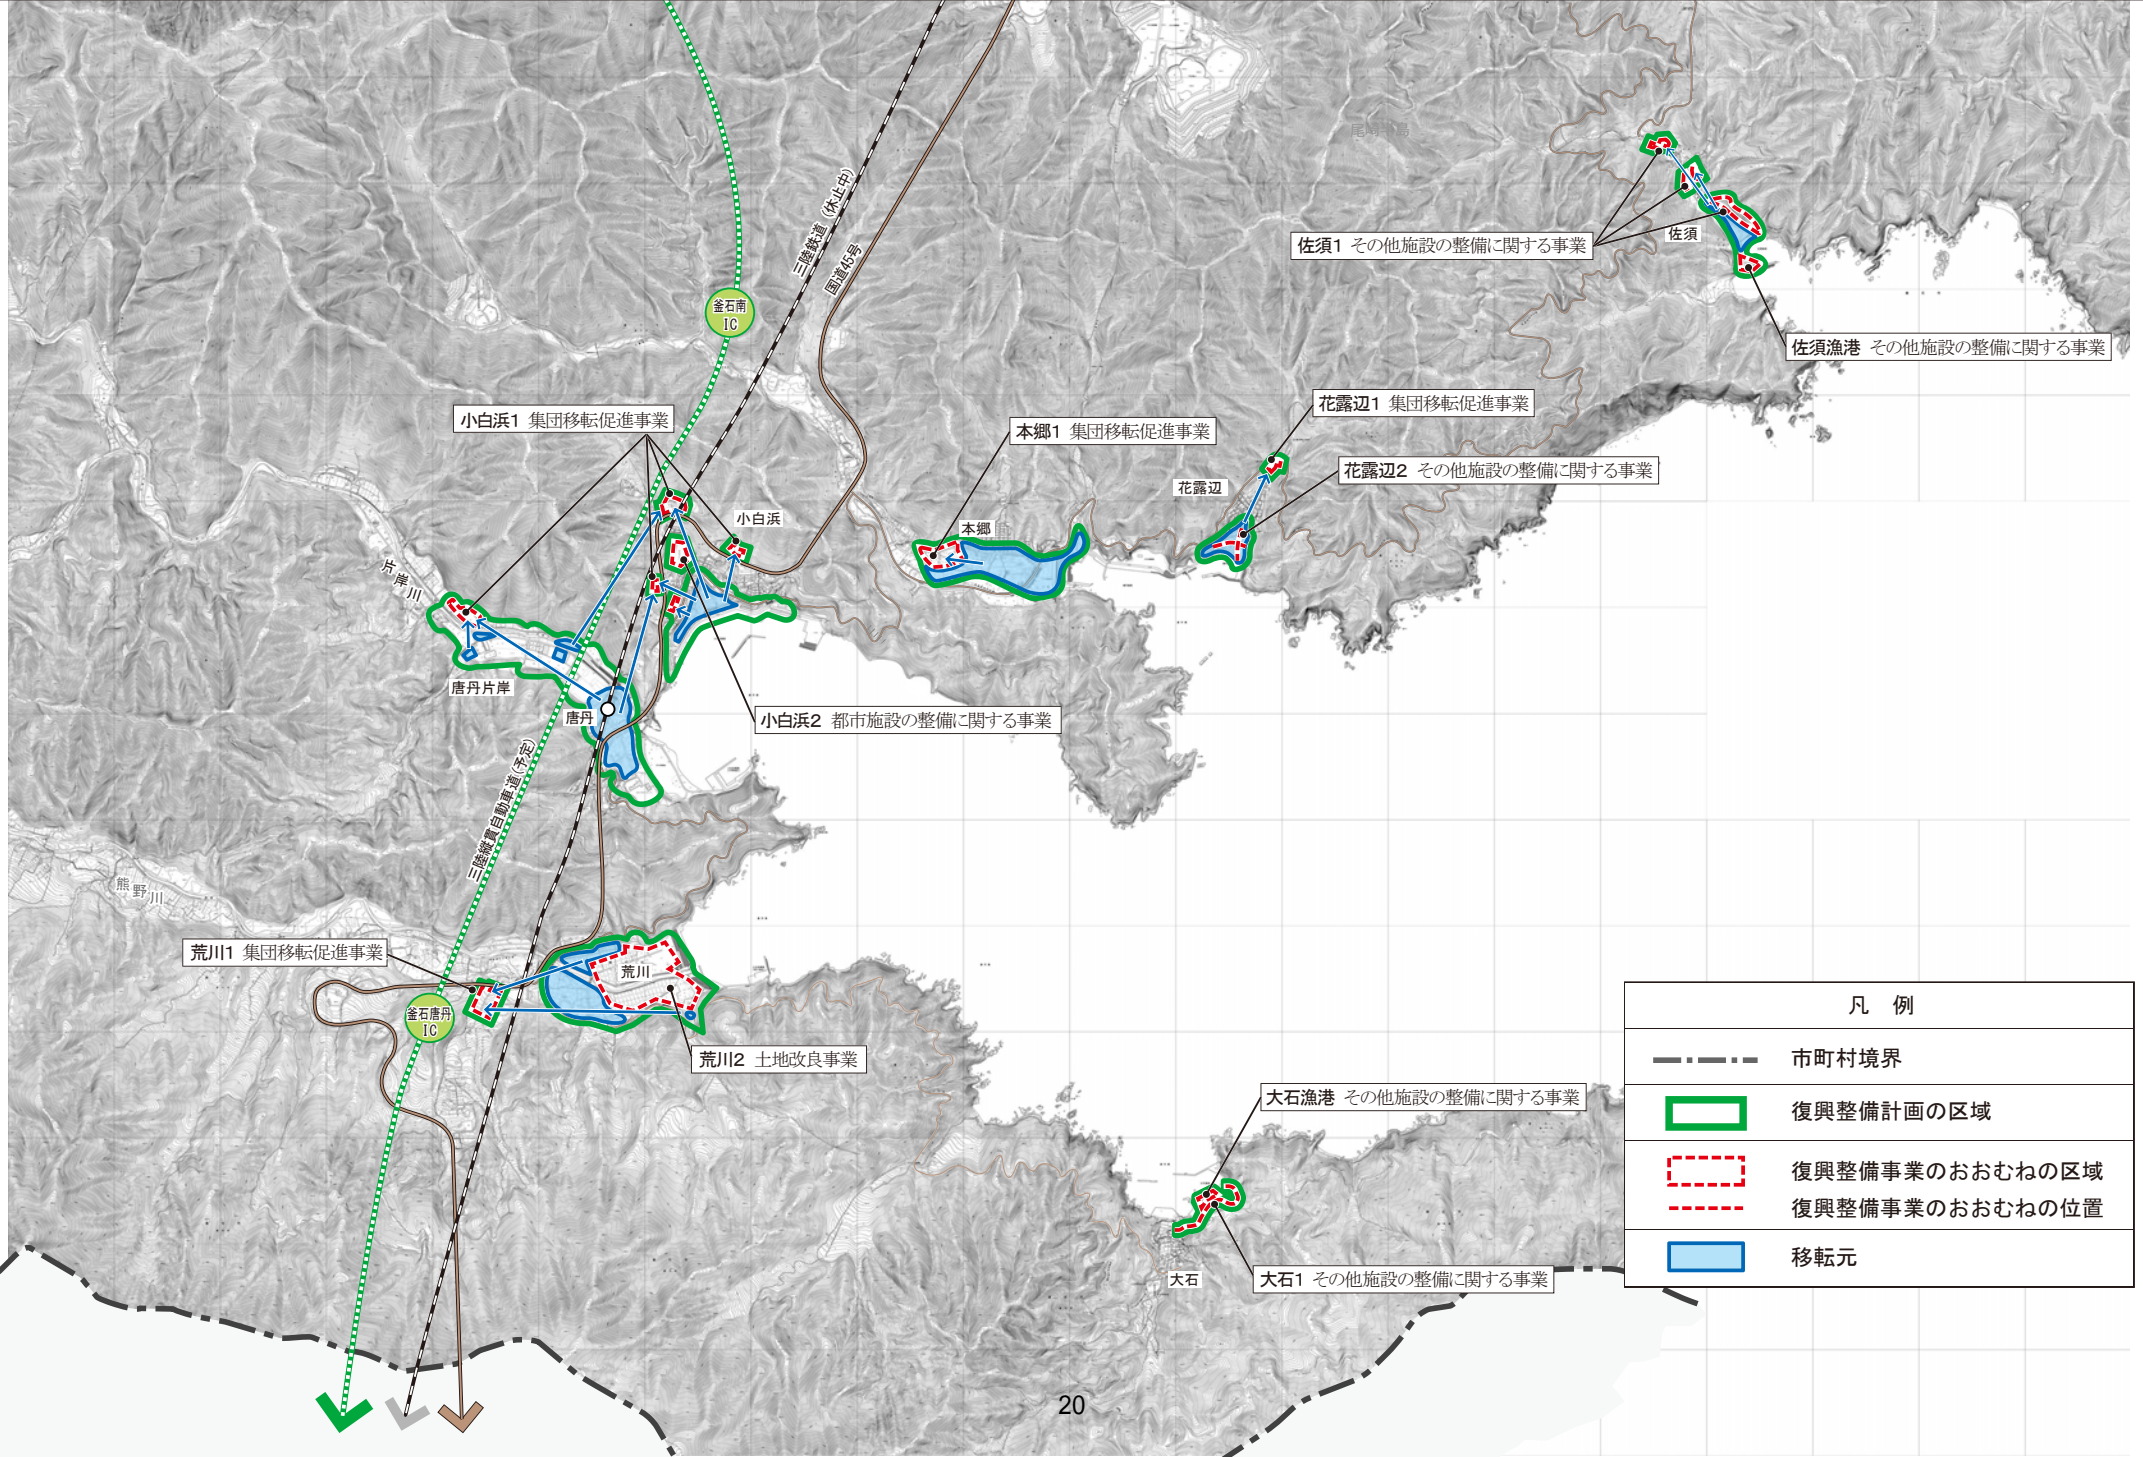 尾崎半島
三陸鉄道（休止中）
国道45号
釜石南
IC
佐須1 その他施設の整備に関する事業
佐須
佐須漁港 その他施設の整備に関する事業
小白浜1 集団移転促進事業
本郷1 集団移転促進事業
花露辺1 集団移転促進事業
花露辺2 その他施設の整備に関する事業
花露辺
小白浜
本郷
片岸川
唐丹片岸
唐丹
小白浜2 都市施設の整備に関する事業
三陸縦貫自動車道(予定)
熊野川
荒川1 集団移転促進事業
荒川
釜石唐丹
IC
荒川2 土地改良事業
大石漁港 その他施設の整備に関する事業
大石
大石1 その他施設の整備に関する事業
凡 例
市町村境界
復興整備計画の区域
復興整備事業のおおむねの区域
復興整備事業のおおむねの位置
移転元
20